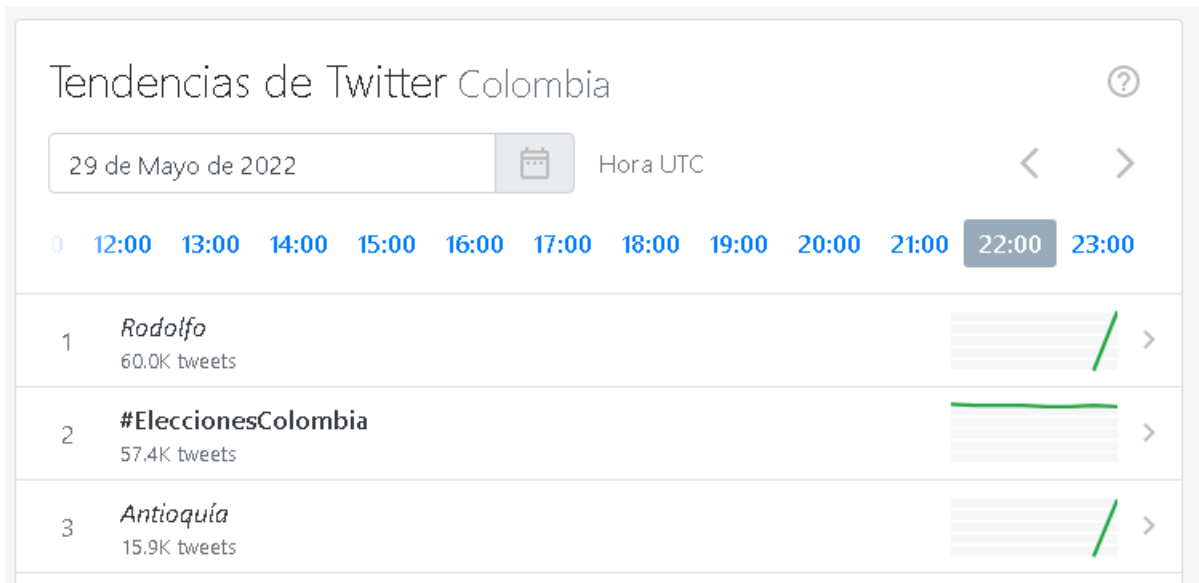 Tendencias de Twitter Colombia
29 de Mayo de 2022 Hora UTC
0 12:00 13:00 14:00 15:00 16:00 17:00 18:00 19:00 20:00 21:00 22:00 23:00
1 Rodolfo
60.0K tweets
2 #EleccionesColombia
57.4K tweets
3 Antioquía
15.9K tweets